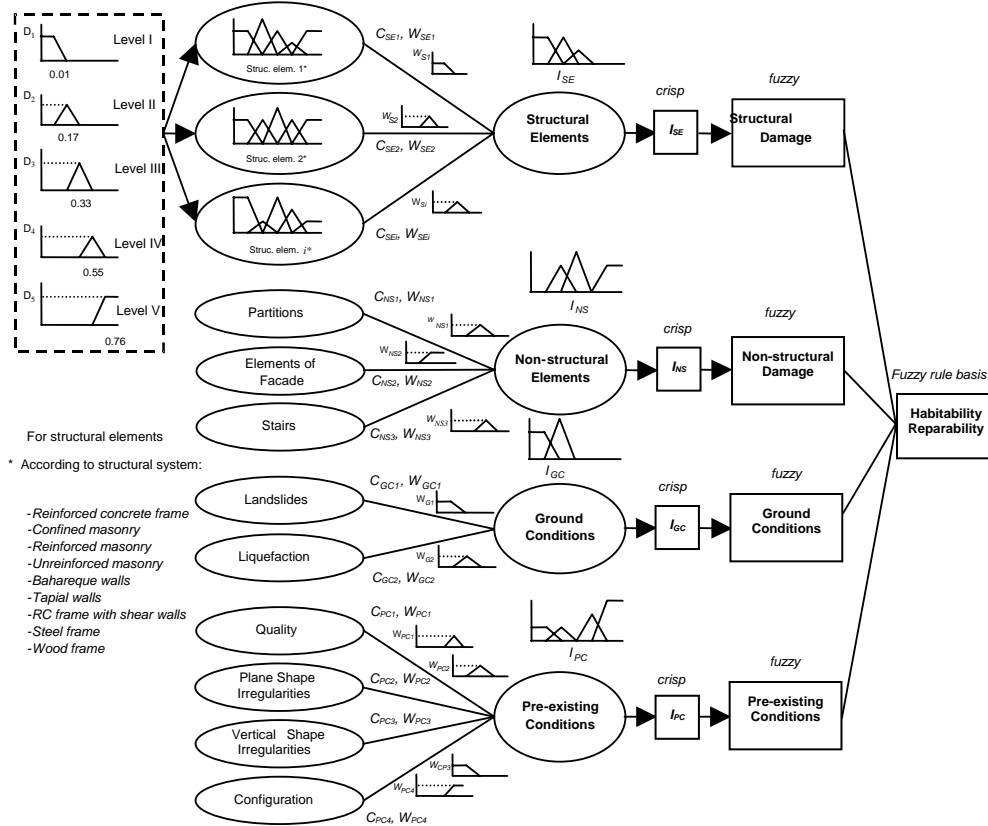 D1 Level I
0.01
D2 Level II
0.17
D3 Level III
0.33
D4 Level IV
0.55
D5 Level V
0.76
Struc. elem. 1*
Struc. elem. 2*
Struc. elem. i*
CSE1, WSE1
WS1
WS2
CSE2, WSE2
WSi
CSEi, WSEi
ISE
Structural
Elements
crisp
ISE
fuzzy
Structural
Damage
Partitions
Elements of
Facade
Stairs
CNS1, WNS1
WNS1
WNS2
CNS2, WNS2
WNS3
CNS3, WNS3
INS
Non-structural
Elements
crisp
INS
fuzzy
Non-structural
Damage
Fuzzy rule basis
Habitability
Reparability
For structural elements
* According to structural system:
-Reinforced concrete frame
-Confined masonry
-Reinforced masonry
-Unreinforced masonry
-Bahareque walls
-Tapial walls
-RC frame with shear walls
-Steel frame
-Wood frame
Landslides
Liquefaction
CGC1, WGC1
WG1
WG2
CGC2, WGC2
IGC
Ground
Conditions
crisp
IGC
fuzzy
Ground
Conditions
Quality
Plane Shape
Irregularities
Vertical Shape
Irregularities
Configuration
CPC1, WPC1
WPC1
WPC2
CPC2, WPC2
CPC3, WPC3
WCP3
WPC4
CPC4, WPC4
IPC
Pre-existing
Conditions
crisp
IPC
fuzzy
Pre-existing
Conditions